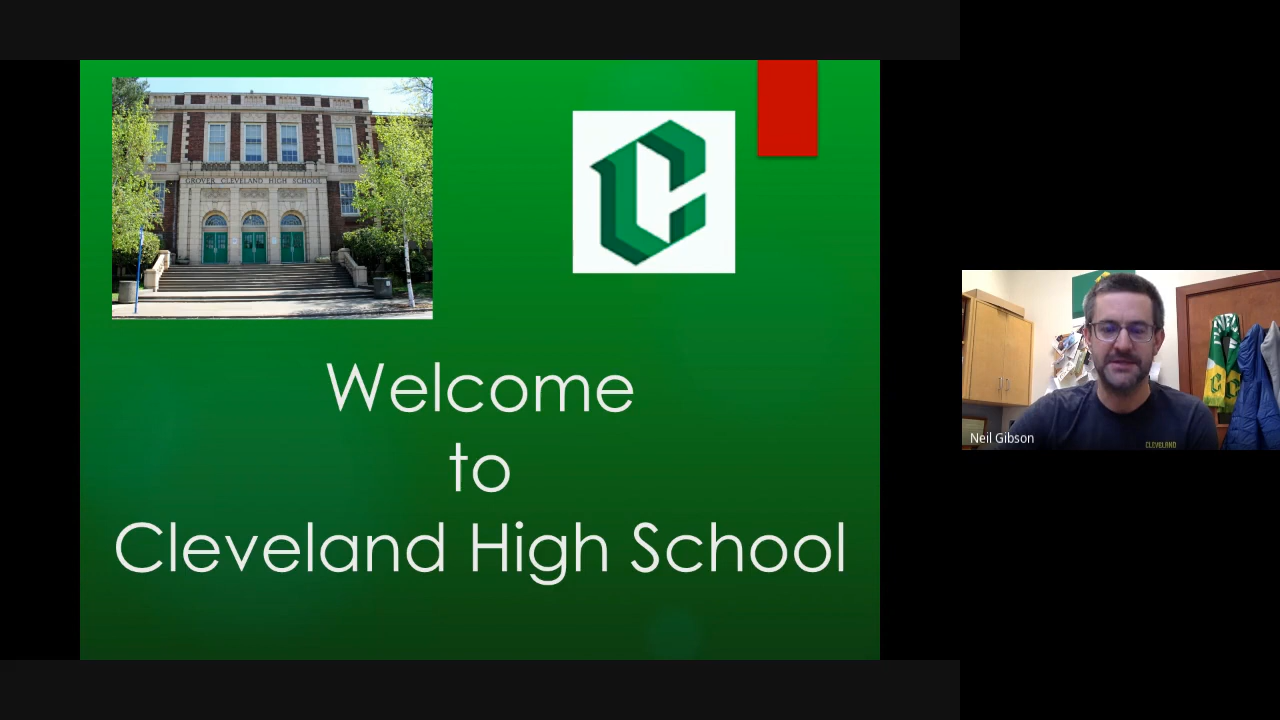 GROVER CLEVELAND HIGH SCHOOL
Welcome
to
Cleveland High School
Neil Gibson
CLEVELAND